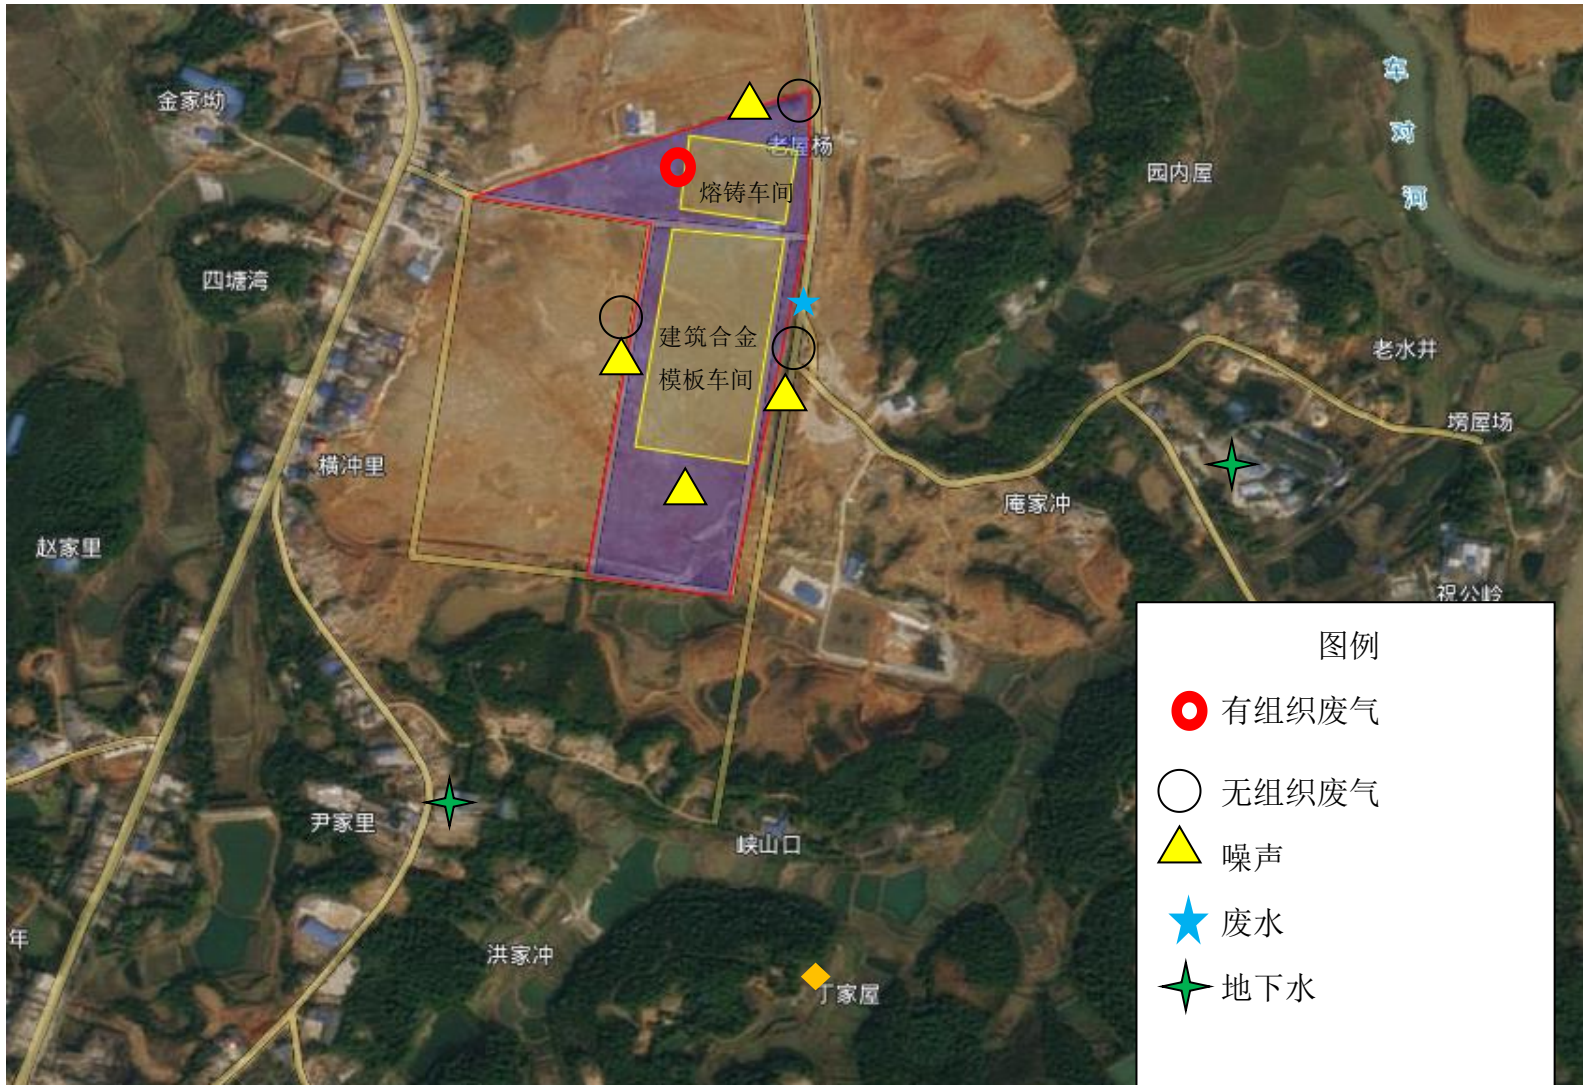 金家坳
老屋杨
熔铸车间
园内屋
车对河
四塘湾
建筑合金
模板车间
老水井
塝屋场
横冲里
庵家冲
赵家里
祝公岭
图例
有组织废气
无组织废气
噪声
废水
地下水
尹家里
峡山口
年
洪家冲
丁家屋